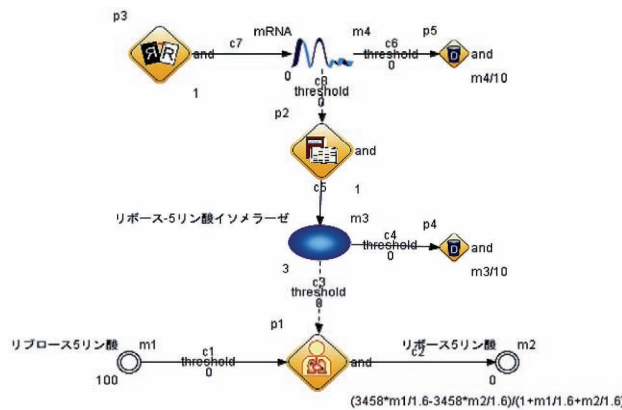 p3
mRNA
m4
p5
c7
c6
and
threshold
and
0
0
1
c8
m4/10
threshold
0
p2
and
c5
1
リボース-5リン酸イソメラーゼ
m3
p4
c4
threshold
and
0
3
c3
m3/10
threshold
0
p1
リブロース5リン酸
m1
リボース5リン酸
m2
c1
and
c2
threshold
0
100
0
(3458*m1/1.6-3458*m2/1.6)/(1+m1/1.6+m2/1.6)